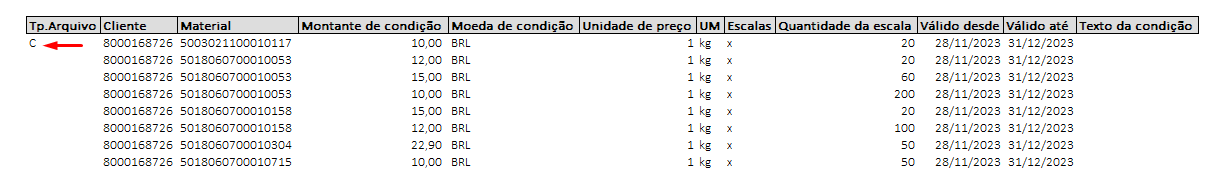 Tp.Arquivo Cliente Material Montante de condição Moeda de condição Unidade de preço UM Escalas Quantidade da escala Válido desde Válido até Texto da condição
C 8000168726 5003021100010117 10,00 BRL 1 kg x 20 28/11/2023 31/12/2023
8000168726 5018060700010053 12,00 BRL 1 kg x 20 28/11/2023 31/12/2023
8000168726 5018060700010053 15,00 BRL 1 kg x 60 28/11/2023 31/12/2023
8000168726 5018060700010053 10,00 BRL 1 kg x 200 28/11/2023 31/12/2023
8000168726 5018060700010158 15,00 BRL 1 kg x 20 28/11/2023 31/12/2023
8000168726 5018060700010158 12,00 BRL 1 kg x 100 28/11/2023 31/12/2023
8000168726 5018060700010304 22,90 BRL 1 kg x 50 28/11/2023 31/12/2023
8000168726 5018060700010715 10,00 BRL 1 kg x 50 28/11/2023 31/12/2023